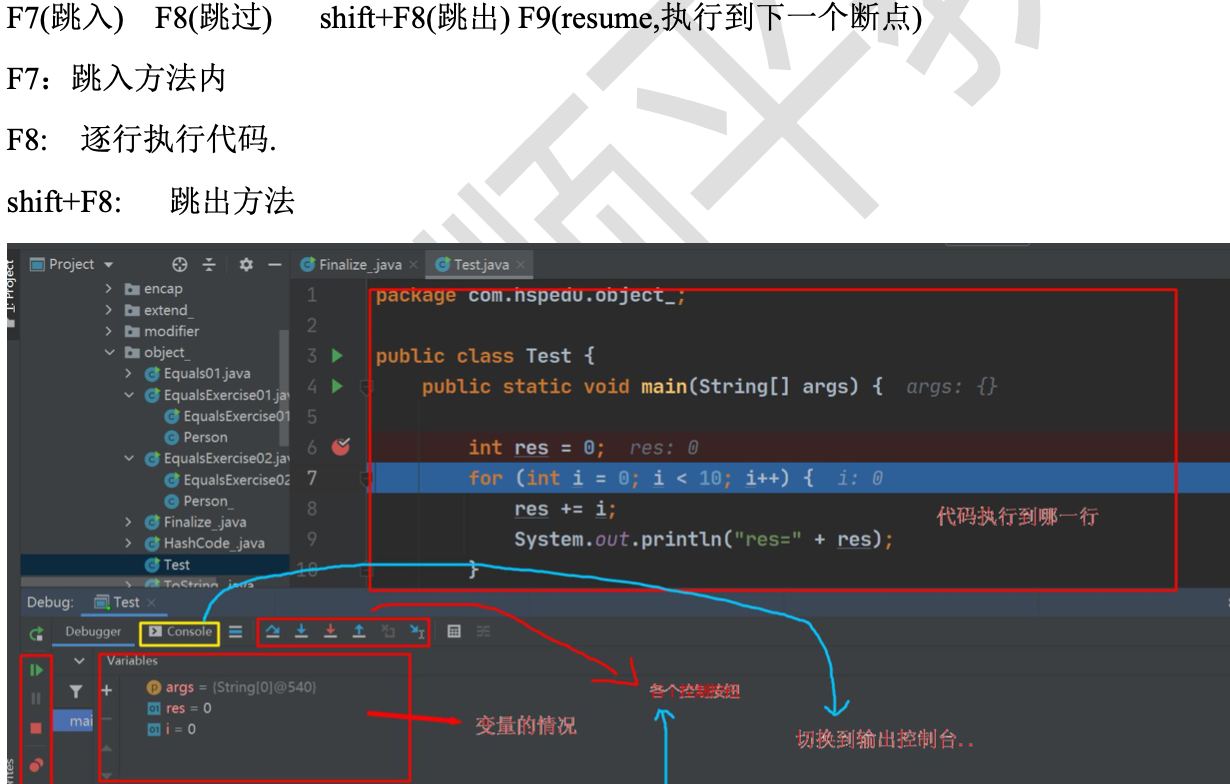 F7(跳入) F8(跳过) shift+F8(跳出) F9(resume,执行到下一个断点)
F7：跳入方法内
F8: 逐行执行代码.
shift+F8: 跳出方法
Project
Finalize_.java
Test.java
1: Project
encap
extend_
modifier
object_
Equals01.java
EqualsExercise01.jav
EqualsExercise01
Person
EqualsExercise02.jav
EqualsExercise02
Person_
Finalize_.java
HashCode_.java
Test
ToString_.java
1 package com.hspedu.object_;
2
3 public class Test {
4 public static void main(String[] args) { args: {}
5
6 int res = 0; res: 0
7 for (int i = 0; i < 10; i++) { i: 0
8 res += i;
9 System.out.println("res=" + res);
10 }
代码执行到哪一行
Debug: Test
Debugger Console
Variables
mai
args = {String[0]@540}
res = 0
i = 0
变量的情况
各个控制按钮
切换到输出控制台..